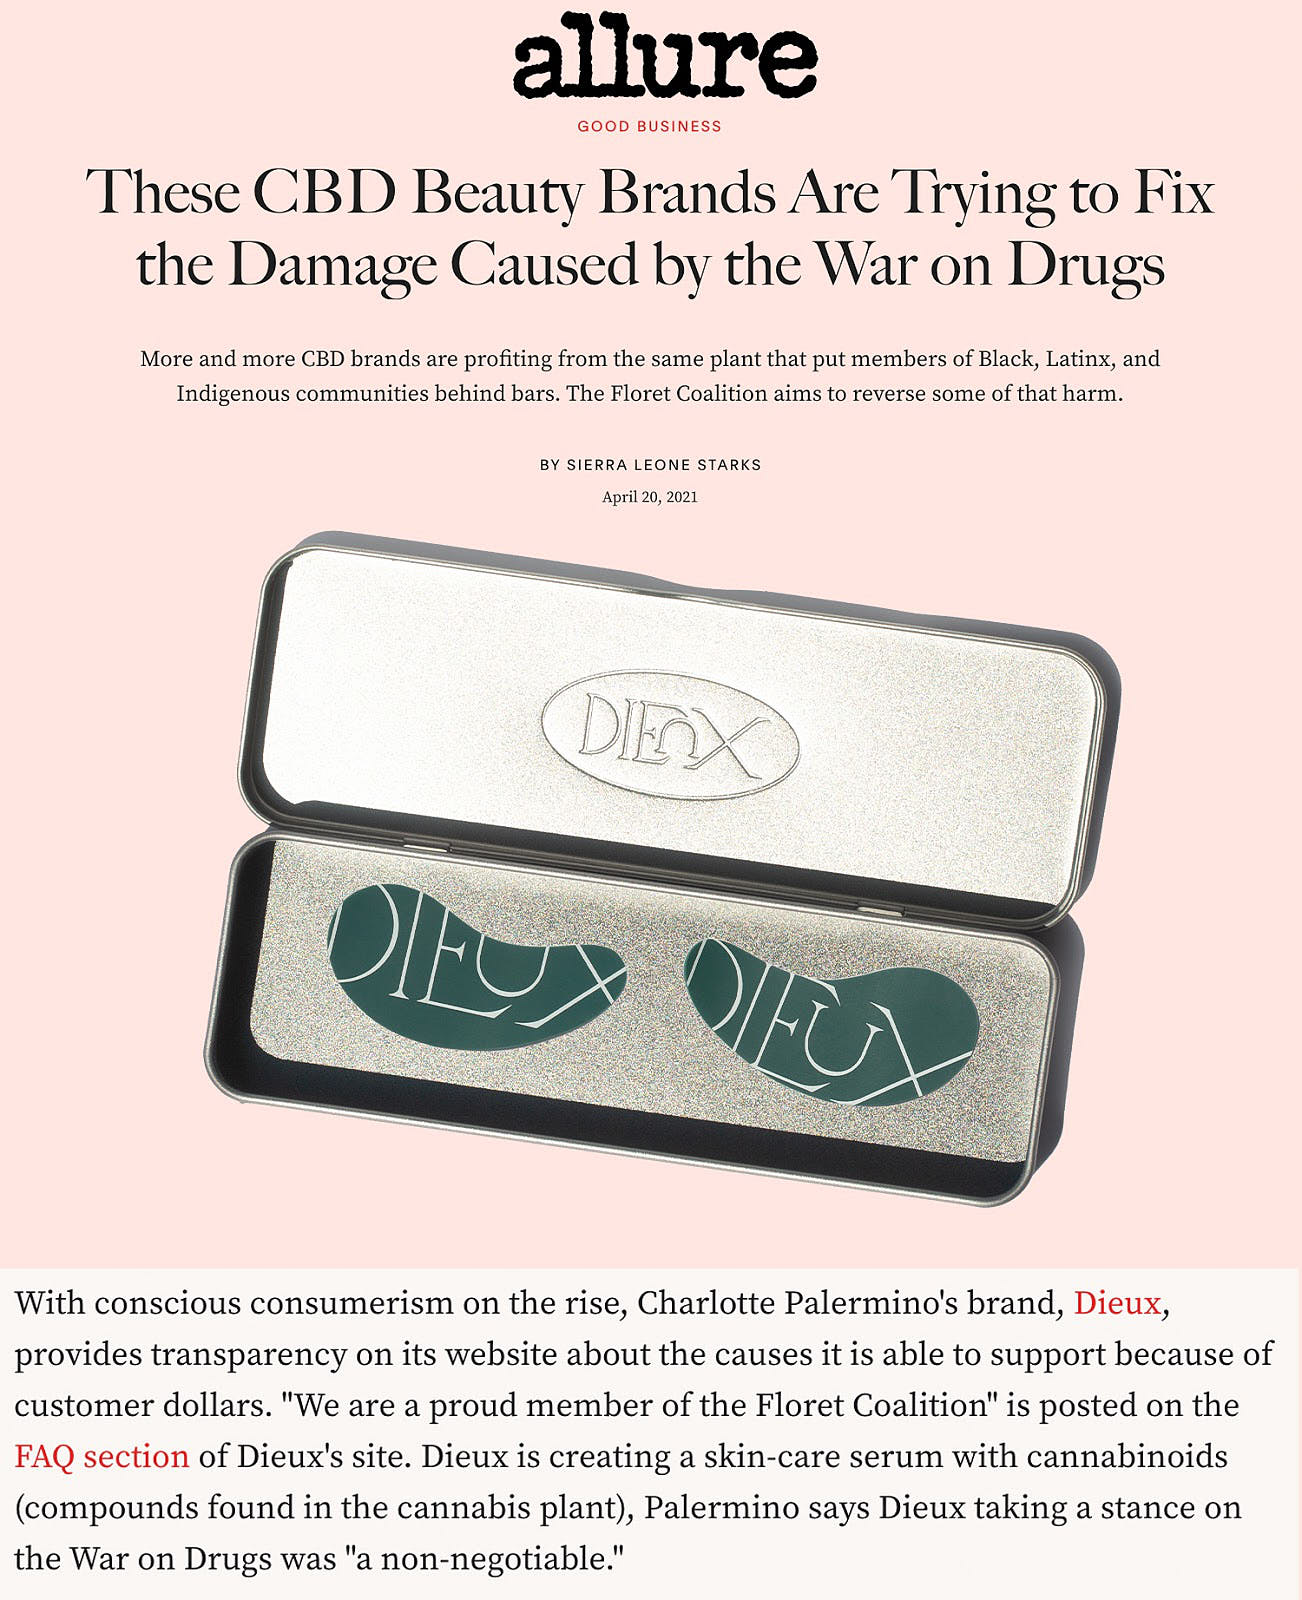 allure
GOOD BUSINESS
These CBD Beauty Brands Are Trying to Fix
the Damage Caused by the War on Drugs
More and more CBD brands are profiting from the same plant that put members of Black, Latinx, and
Indigenous communities behind bars. The Floret Coalition aims to reverse some of that harm.
BY SIERRA LEONE STARKS
April 20, 2021
DIEUX
DIEUX
DIEUX
With conscious consumerism on the rise, Charlotte Palermino's brand, Dieux,
provides transparency on its website about the causes it is able to support because of
customer dollars. "We are a proud member of the Floret Coalition" is posted on the
FAQ section of Dieux's site. Dieux is creating a skin-care serum with cannabinoids
(compounds found in the cannabis plant), Palermino says Dieux taking a stance on
the War on Drugs was "a non-negotiable."